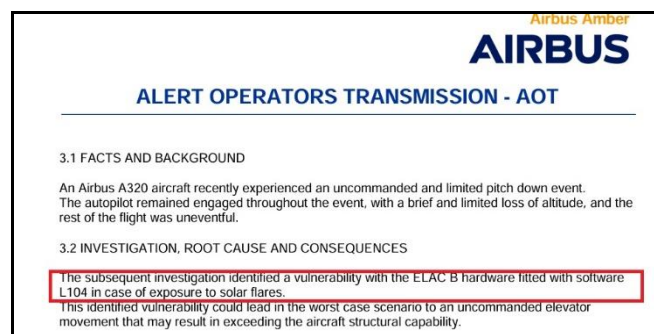 Airbus Amber
AIRBUS
ALERT OPERATORS TRANSMISSION - AOT
3.1 FACTS AND BACKGROUND
An Airbus A320 aircraft recently experienced an uncommanded and limited pitch down event.
The autopilot remained engaged throughout the event, with a brief and limited loss of altitude, and the
rest of the flight was uneventful.
3.2 INVESTIGATION, ROOT CAUSE AND CONSEQUENCES
The subsequent investigation identified a vulnerability with the ELAC B hardware fitted with software
L104 in case of exposure to solar flares.
This identified vulnerability could lead in the worst case scenario to an uncommanded elevator
movement that may result in exceeding the aircraft structural capability.